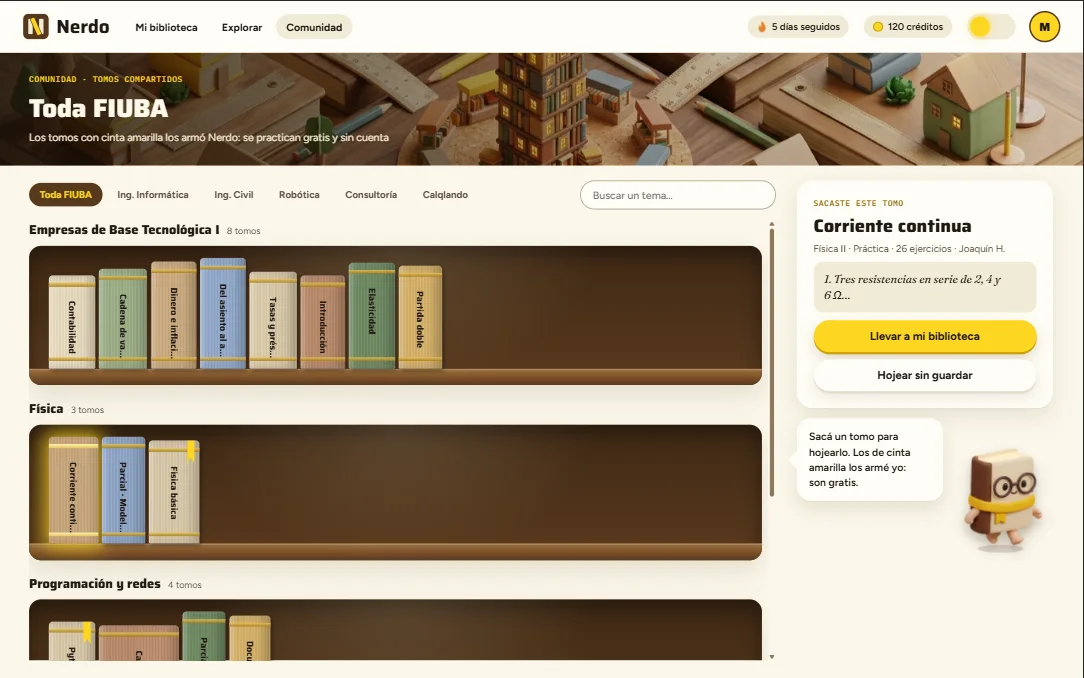 Nerdo
Mi biblioteca
Explorar
Comunidad
5 días seguidos
120 créditos
M
COMUNIDAD · TOMOS COMPARTIDOS
Toda FIUBA
Los tomos con cinta amarilla los armó Nerdo: se practican gratis y sin cuenta
Toda FIUBA
Ing. Informática
Ing. Civil
Robótica
Consultoría
Calqlando
Buscar un tema...
Empresas de Base Tecnológica I 8 tomos
Contabilidad
Cadena de va...
Dinero e inflaci...
Del asiento al a...
Tasas y prés...
Introducción
Elasticidad
Partida doble
Física 3 tomos
Corriente conti...
Parcial · Model...
Física básica
Programación y redes 4 tomos
Pyt
Ca
Parcia
Docu
SACASTE ESTE TOMO
Corriente continua
Física II · Práctica · 26 ejercicios · Joaquín H.
1. Tres resistencias en serie de 2, 4 y
6 Ω...
Llevar a mi biblioteca
Hojear sin guardar
Sacá un tomo para
hojearlo. Los de cinta
amarilla los armé yo:
son gratis.